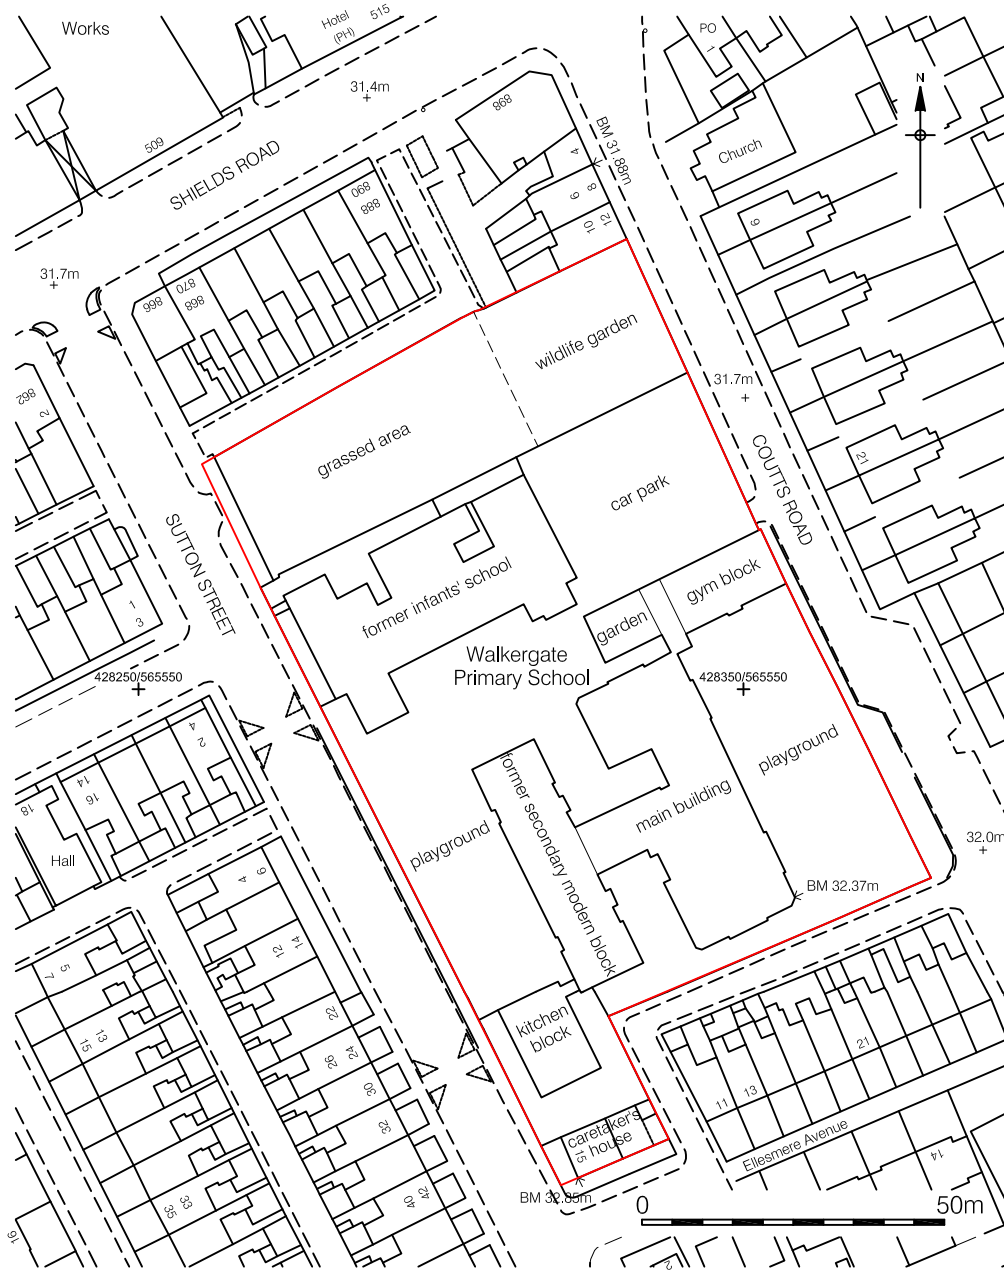 Works
Hotel
(PH)
515
PO
1
N
31.4m
509
SHIELDS ROAD
868
BM 31.88m
Church
4
6
8
10
12
9
890
888
31.7m
870
868
866
862
2
wildlife garden
31.7m
grassed area
COUTTS ROAD
21
car park
SUTTON STREET
former infants' school
gym block
garden
1
3
Walkergate
Primary School
428250/565550
428350/565550
4
2
playground
14
16
18
former secondary modern block
main building
playground
Hall
32.0m
6
4
BM 32.37m
14
12
5
7
22
kitchen
block
13
15
24
26
21
30
13
11
32
caretaker's
house
15
Ellesmere Avenue
14
42
40
33
35
BM 32.85m
0
50m
16
2